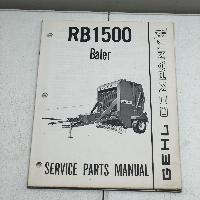 RB1500
Baler
GEHL COMPANY
SERVICE PARTS MANUAL